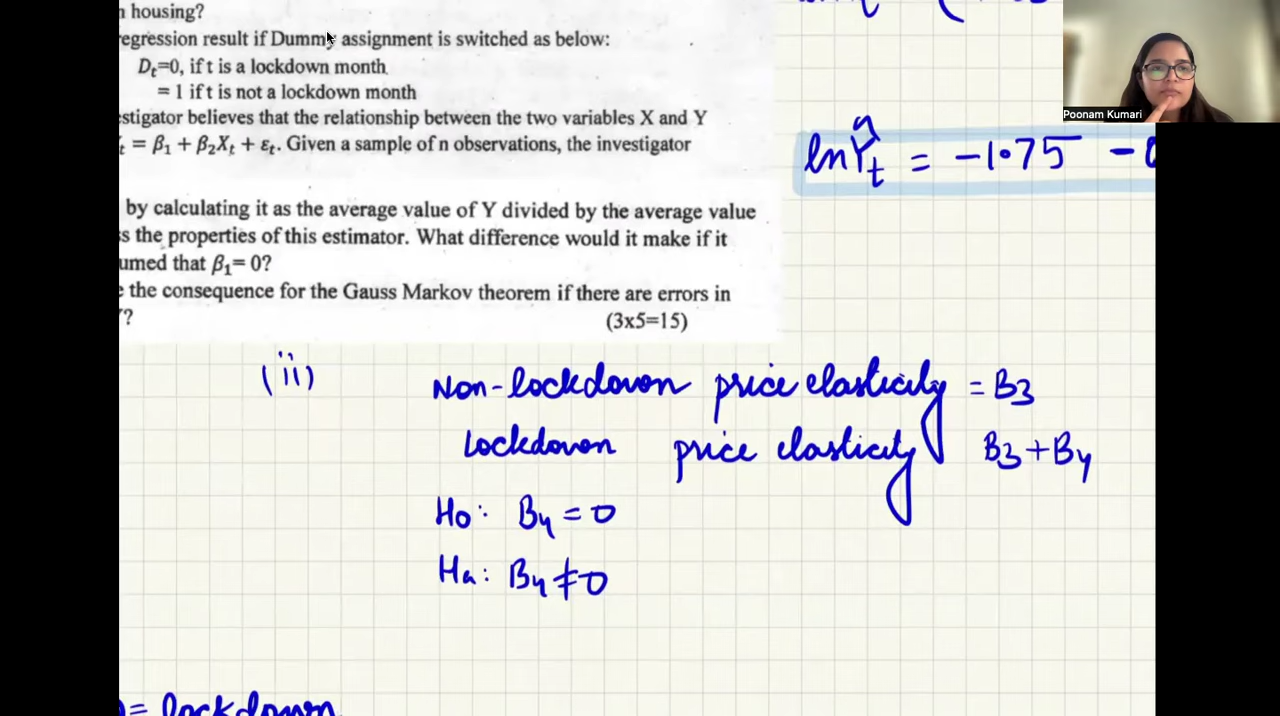 housing?
egression result if Dummy assignment is switched as below:
Dt=0, if t is a lockdown month
= 1 if t is not a lockdown month
stigator believes that the relationship between the two variables X and Y
= β1 + β2Xt + εt. Given a sample of n observations, the investigator
by calculating it as the average value of Y divided by the average value
s the properties of this estimator. What difference would it make if it
umed that β1= 0?
e the consequence for the Gauss Markov theorem if there are errors in
?
(3x5=15)
Poonam Kumari
lnŶt = -1.75 -
(ii) Non-lockdown price elasticity = B3
Lockdown price elasticity B3+B4
Ho: B4 = 0
Ha: B4 ≠ 0
= lockdown